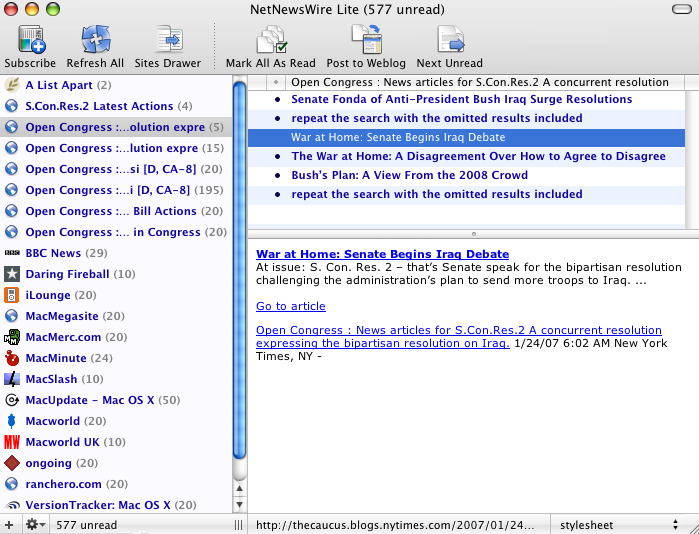 NetNewsWire Lite (577 unread)
Subscribe Refresh All Sites Drawer Mark All As Read Post to Weblog Next Unread
A List Apart (2)
S.Con.Res.2 Latest Actions (4)
Open Congress :...olution expre (5)
Open Congress :...lution expre (15)
Open Congress :...si [D, CA-8] (20)
Open Congress :...i [D, CA-8] (195)
Open Congress :... Bill Actions (20)
Open Congress :... in Congress (20)
BBC News (29)
Daring Fireball (10)
iLounge (20)
MacMegasite (20)
MacMerc.com (20)
MacMinute (24)
MacSlash (10)
MacUpdate – Mac OS X (50)
Macworld (20)
Macworld UK (10)
ongoing (20)
ranchero.com (20)
VersionTracker: Mac OS X (20)
577 unread
Open Congress : News articles for S.Con.Res.2 A concurrent resolution
Senate Fonda of Anti-President Bush Iraq Surge Resolutions
repeat the search with the omitted results included
War at Home: Senate Begins Iraq Debate
The War at Home: A Disagreement Over How to Agree to Disagree
Bush's Plan: A View From the 2008 Crowd
repeat the search with the omitted results included
War at Home: Senate Begins Iraq Debate
At issue: S. Con. Res. 2 – that's Senate speak for the bipartisan resolution
challenging the administration's plan to send more troops to Iraq. ...
Go to article
Open Congress : News articles for S.Con.Res.2 A concurrent resolution
expressing the bipartisan resolution on Iraq. 1/24/07 6:02 AM New York
Times, NY -
http://thecaucus.blogs.nytimes.com/2007/01/24...
stylesheet